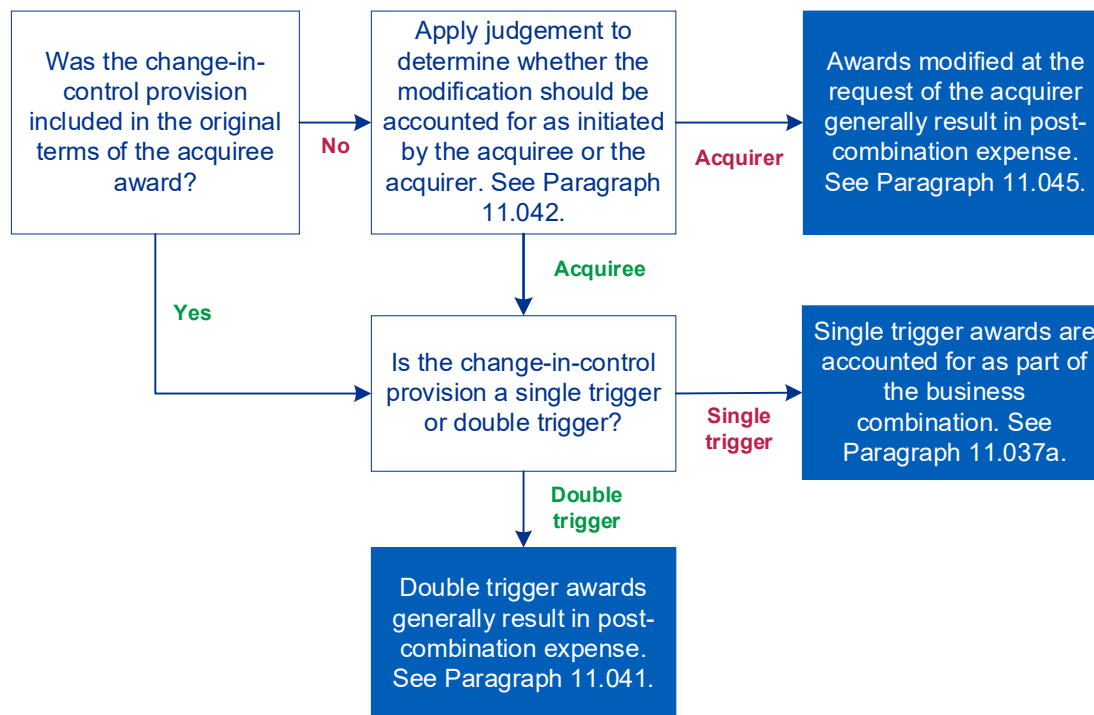 Was the change-in-
control provision
included in the original
terms of the acquiree
award?
No
Apply judgement to
determine whether the
modification should be
accounted for as initiated
by the acquiree or the
acquirer. See Paragraph
11.042.
Acquirer
Awards modified at the
request of the acquirer
generally result in post-
combination expense.
See Paragraph 11.045.
Yes
Acquiree
Is the change-in-control
provision a single trigger
or double trigger?
Single
trigger
Single trigger awards are
accounted for as part of
the business
combination. See
Paragraph 11.037a.
Double
trigger
Double trigger awards
generally result in post-
combination expense.
See Paragraph 11.041.